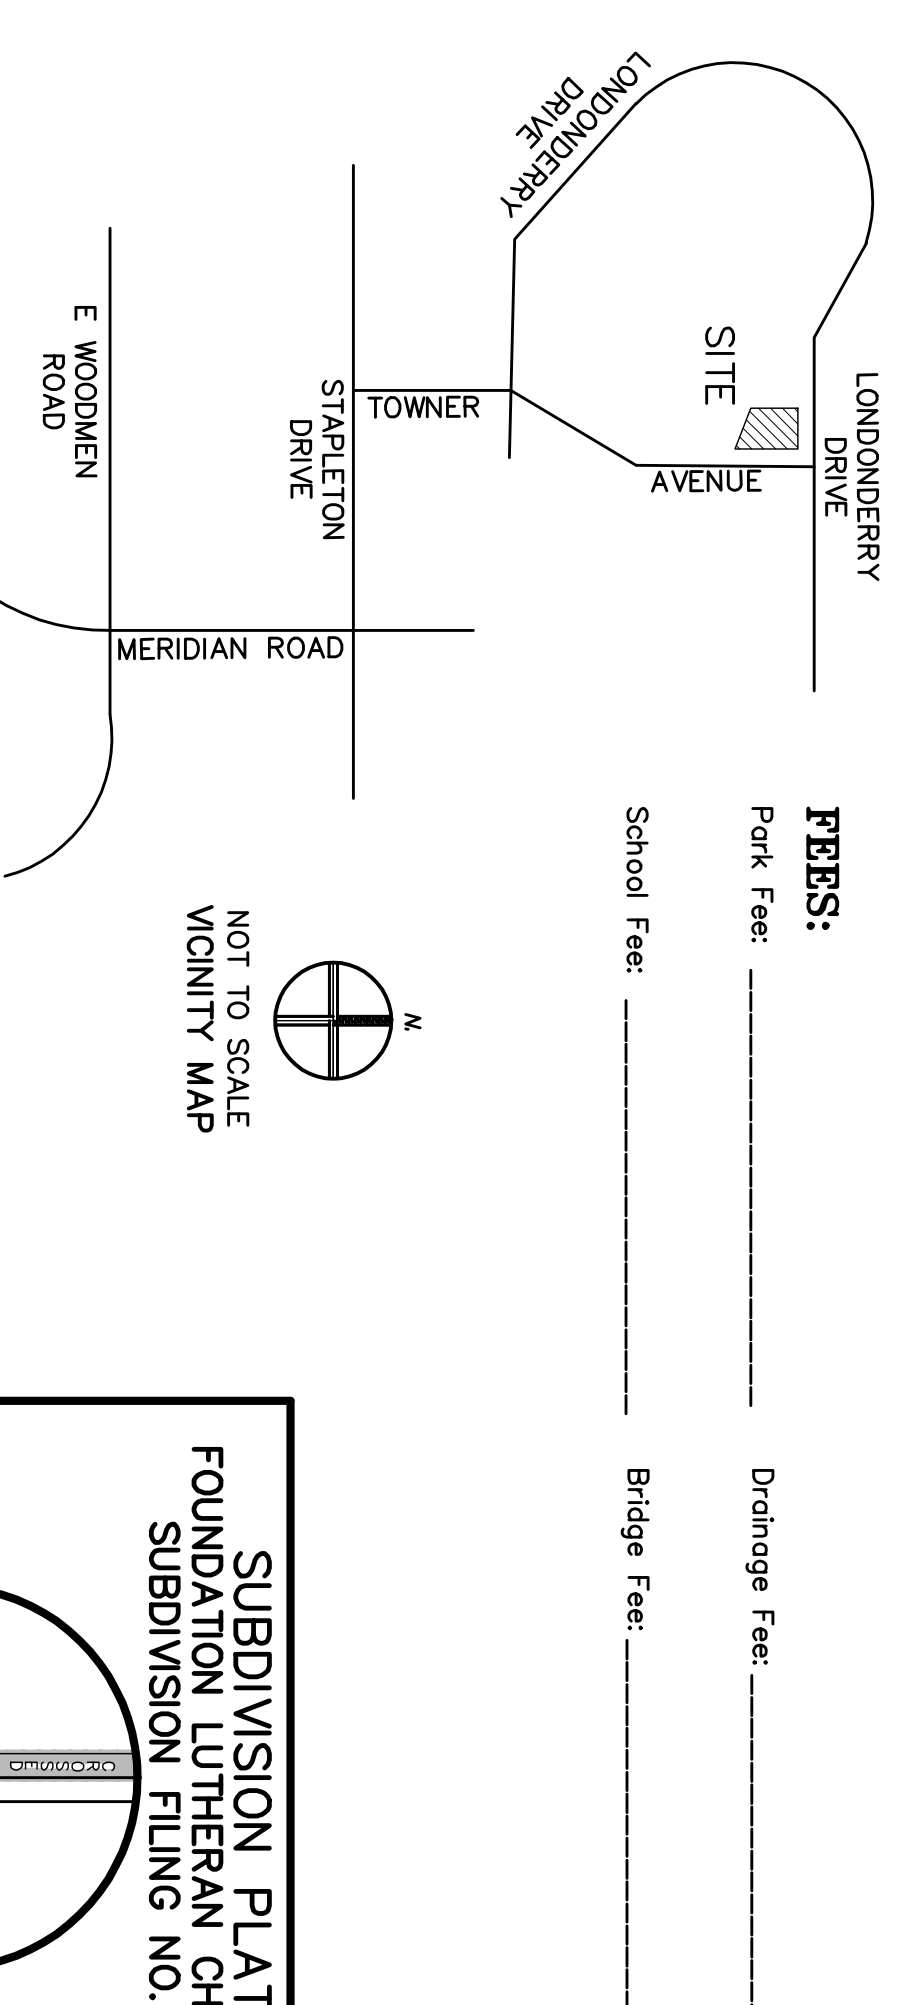 LONDONDERRY
DRIVE
LONDONDERRY
DRIVE
SITE
AVENUE
TOWNER
STAPLETON
DRIVE
MERIDIAN ROAD
E WOODMEN
ROAD
N.
NOT TO SCALE
VICINITY MAP
FEES:
Park Fee:
Drainage Fee:
School Fee:
Bridge Fee:
SUBDIVISION PLAT
FOUNDATION LUTHERAN CH
SUBDIVISION FILING NO.
CROSSED